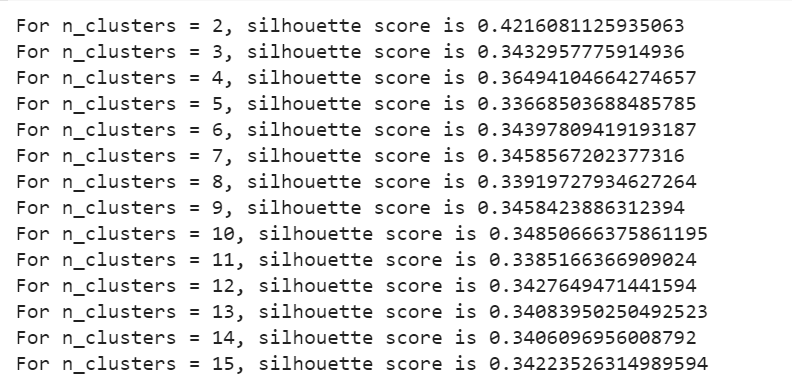 For n_clusters = 2, silhouette score is 0.4216081125935063
For n_clusters = 3, silhouette score is 0.3432957775914936
For n_clusters = 4, silhouette score is 0.36494104664274657
For n_clusters = 5, silhouette score is 0.33668503688485785
For n_clusters = 6, silhouette score is 0.34397809419193187
For n_clusters = 7, silhouette score is 0.3458567202377316
For n_clusters = 8, silhouette score is 0.33919727934627264
For n_clusters = 9, silhouette score is 0.3458423886312394
For n_clusters = 10, silhouette score is 0.34850666375861195
For n_clusters = 11, silhouette score is 0.3385166366909024
For n_clusters = 12, silhouette score is 0.3427649471441594
For n_clusters = 13, silhouette score is 0.34083950250492523
For n_clusters = 14, silhouette score is 0.3406096956008792
For n_clusters = 15, silhouette score is 0.34223526314989594